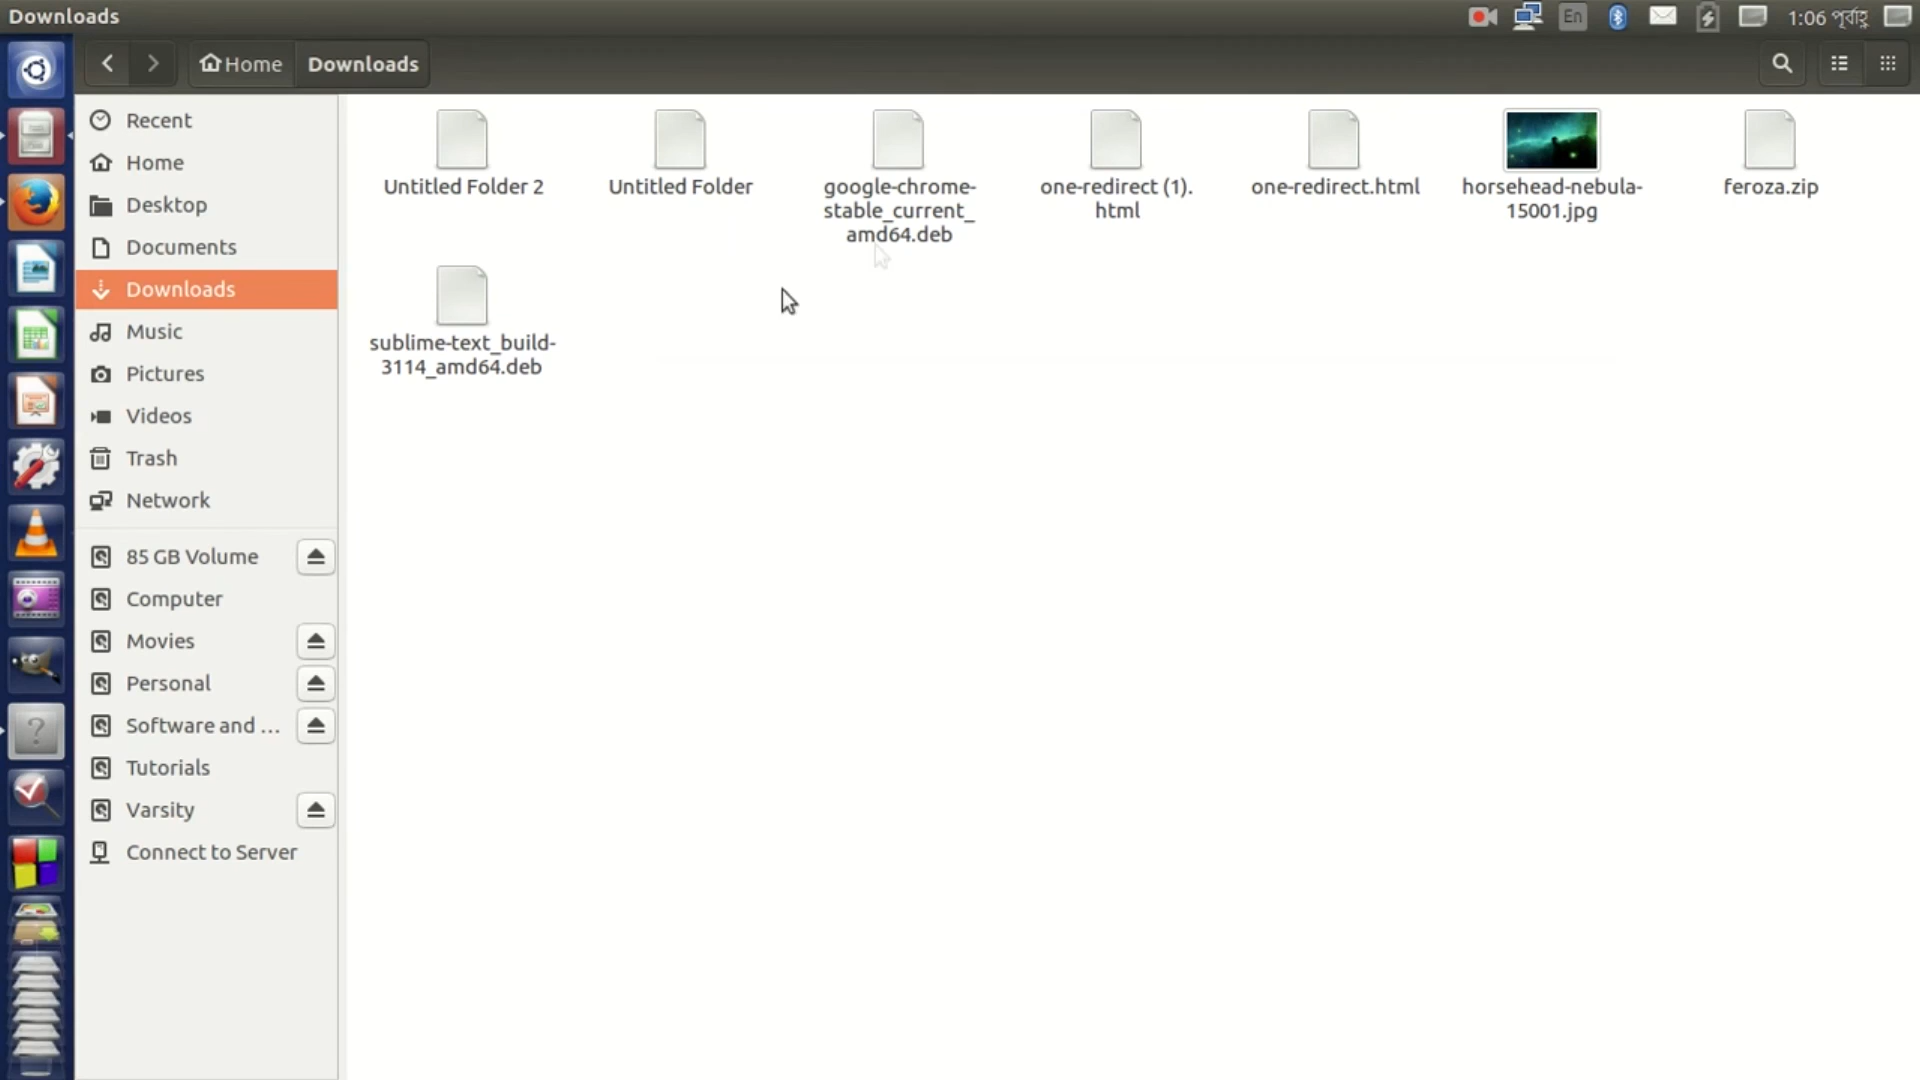 Downloads
En
1:06 পূর্বাহ্ণ
Home
Downloads
Recent
Home
Desktop
Documents
Downloads
Music
Pictures
Videos
Trash
Network
85 GB Volume
Computer
Movies
Personal
Software and ...
Tutorials
Varsity
Connect to Server
Untitled Folder 2
Untitled Folder
google-chrome-
stable_current_
amd64.deb
one-redirect (1).
html
one-redirect.html
horsehead-nebula-
15001.jpg
feroza.zip
sublime-text_build-
3114_amd64.deb